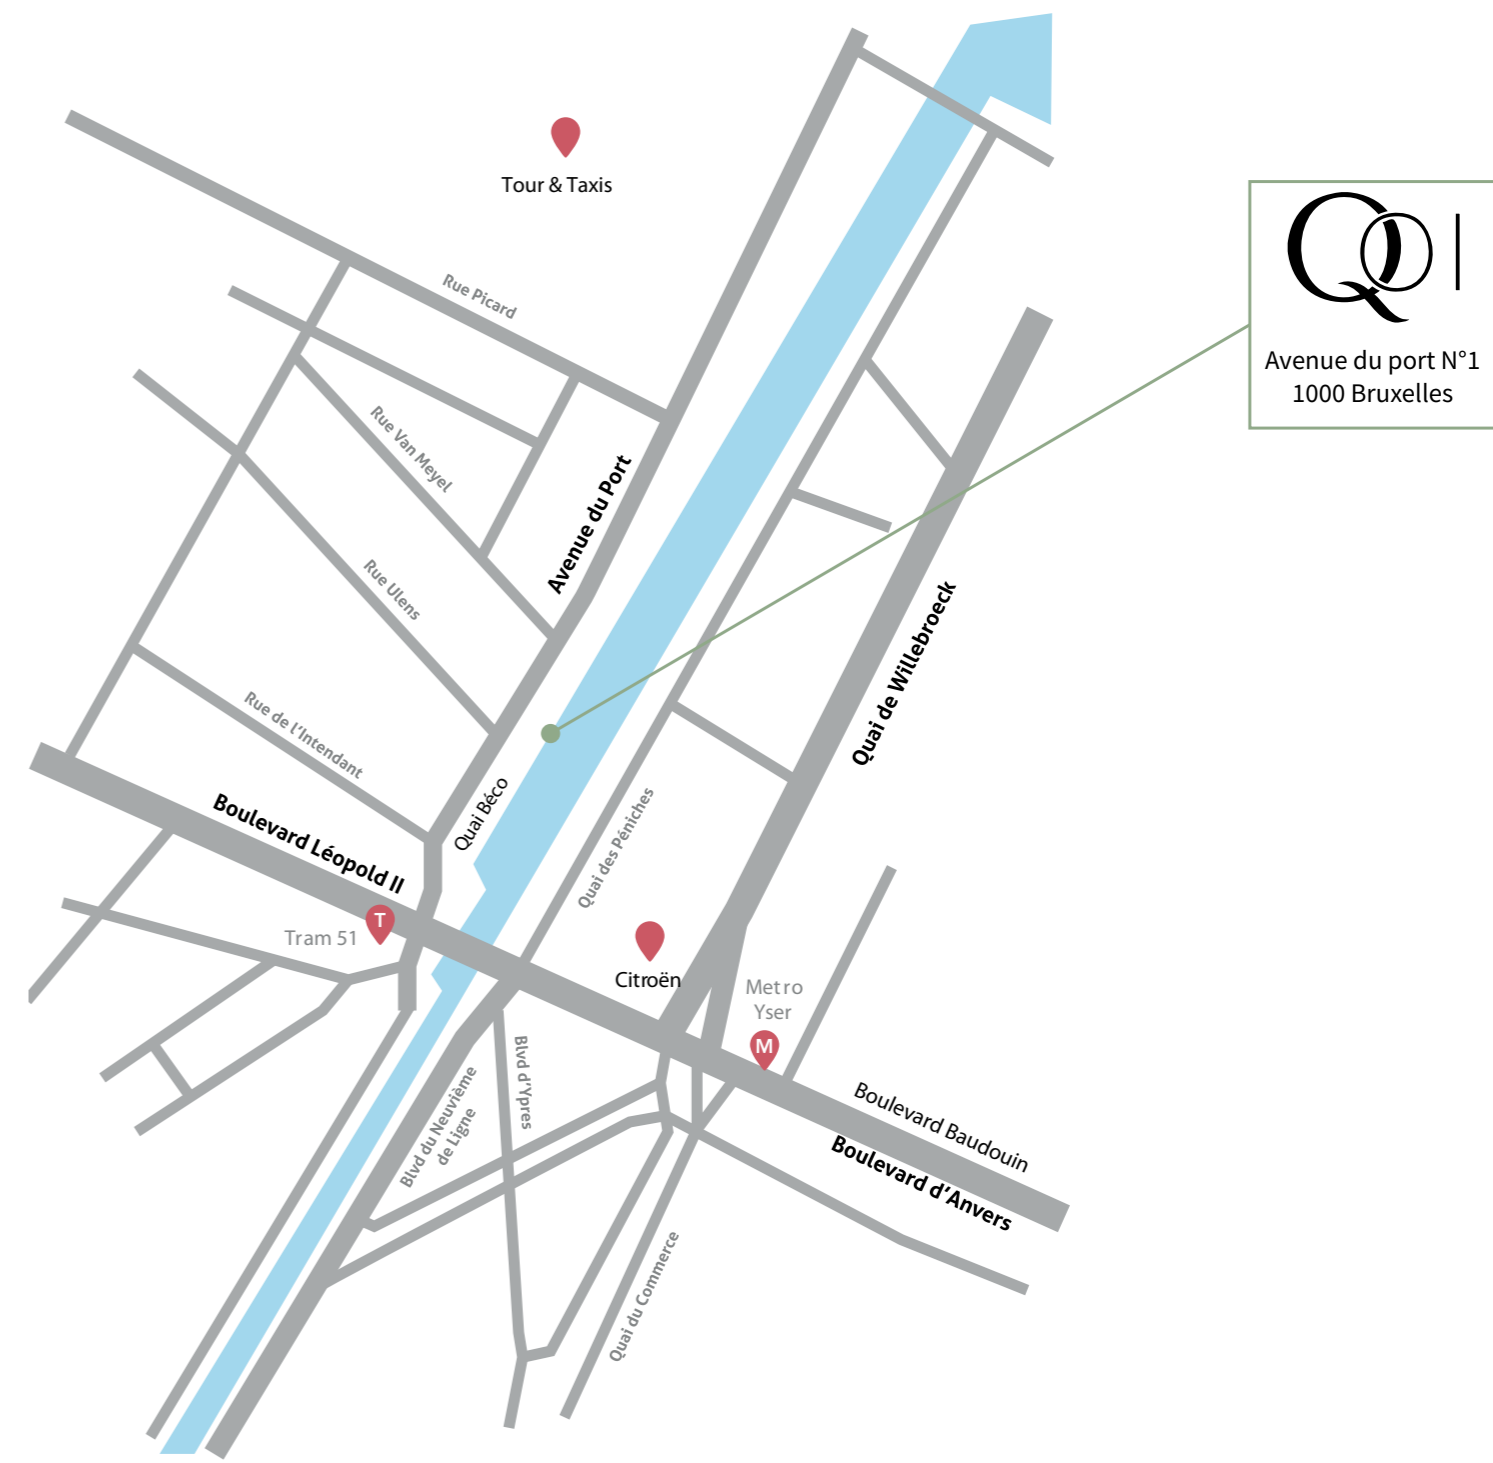 Tour & Taxis
Rue Picard
Rue Van Meyel
Avenue du Port
Rue Ulens
Rue de l'Intendant
Quai de Willebroeck
Quai Béco
Quai des Péniches
Boulevard Léopold II
T
Tram 51
Citroën
Metro
Yser
M
Blvd d'Ypres
Blvd du Neuvième
de Ligne
Boulevard Baudouin
Boulevard d'Anvers
Quai du Commerce
QO |
Avenue du port N°1
1000 Bruxelles